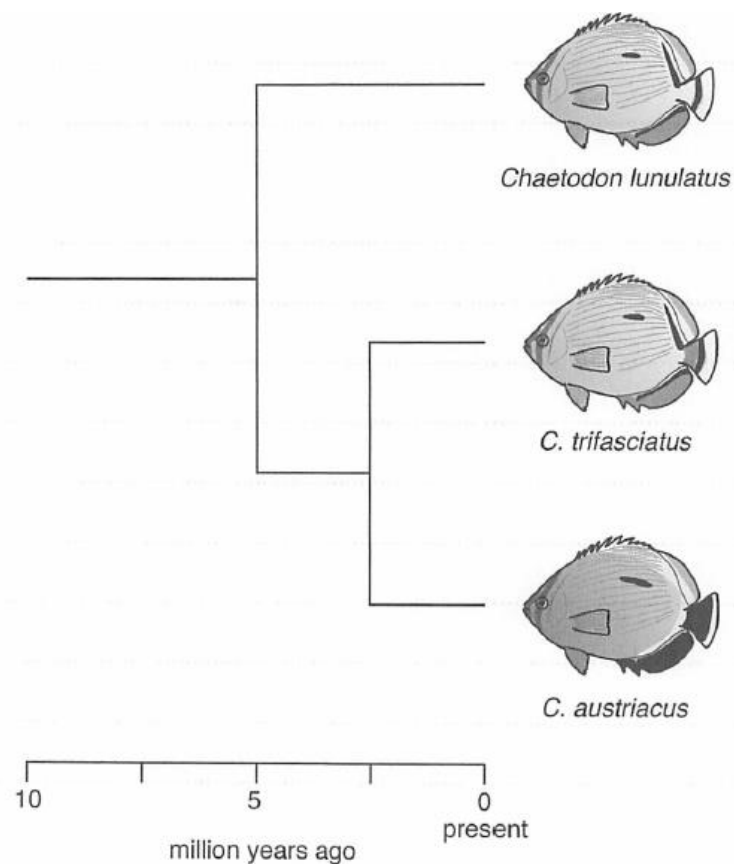 Chaetodon lunulatus
C. trifasciatus
C. austriacus
10 5 0
present
million years ago